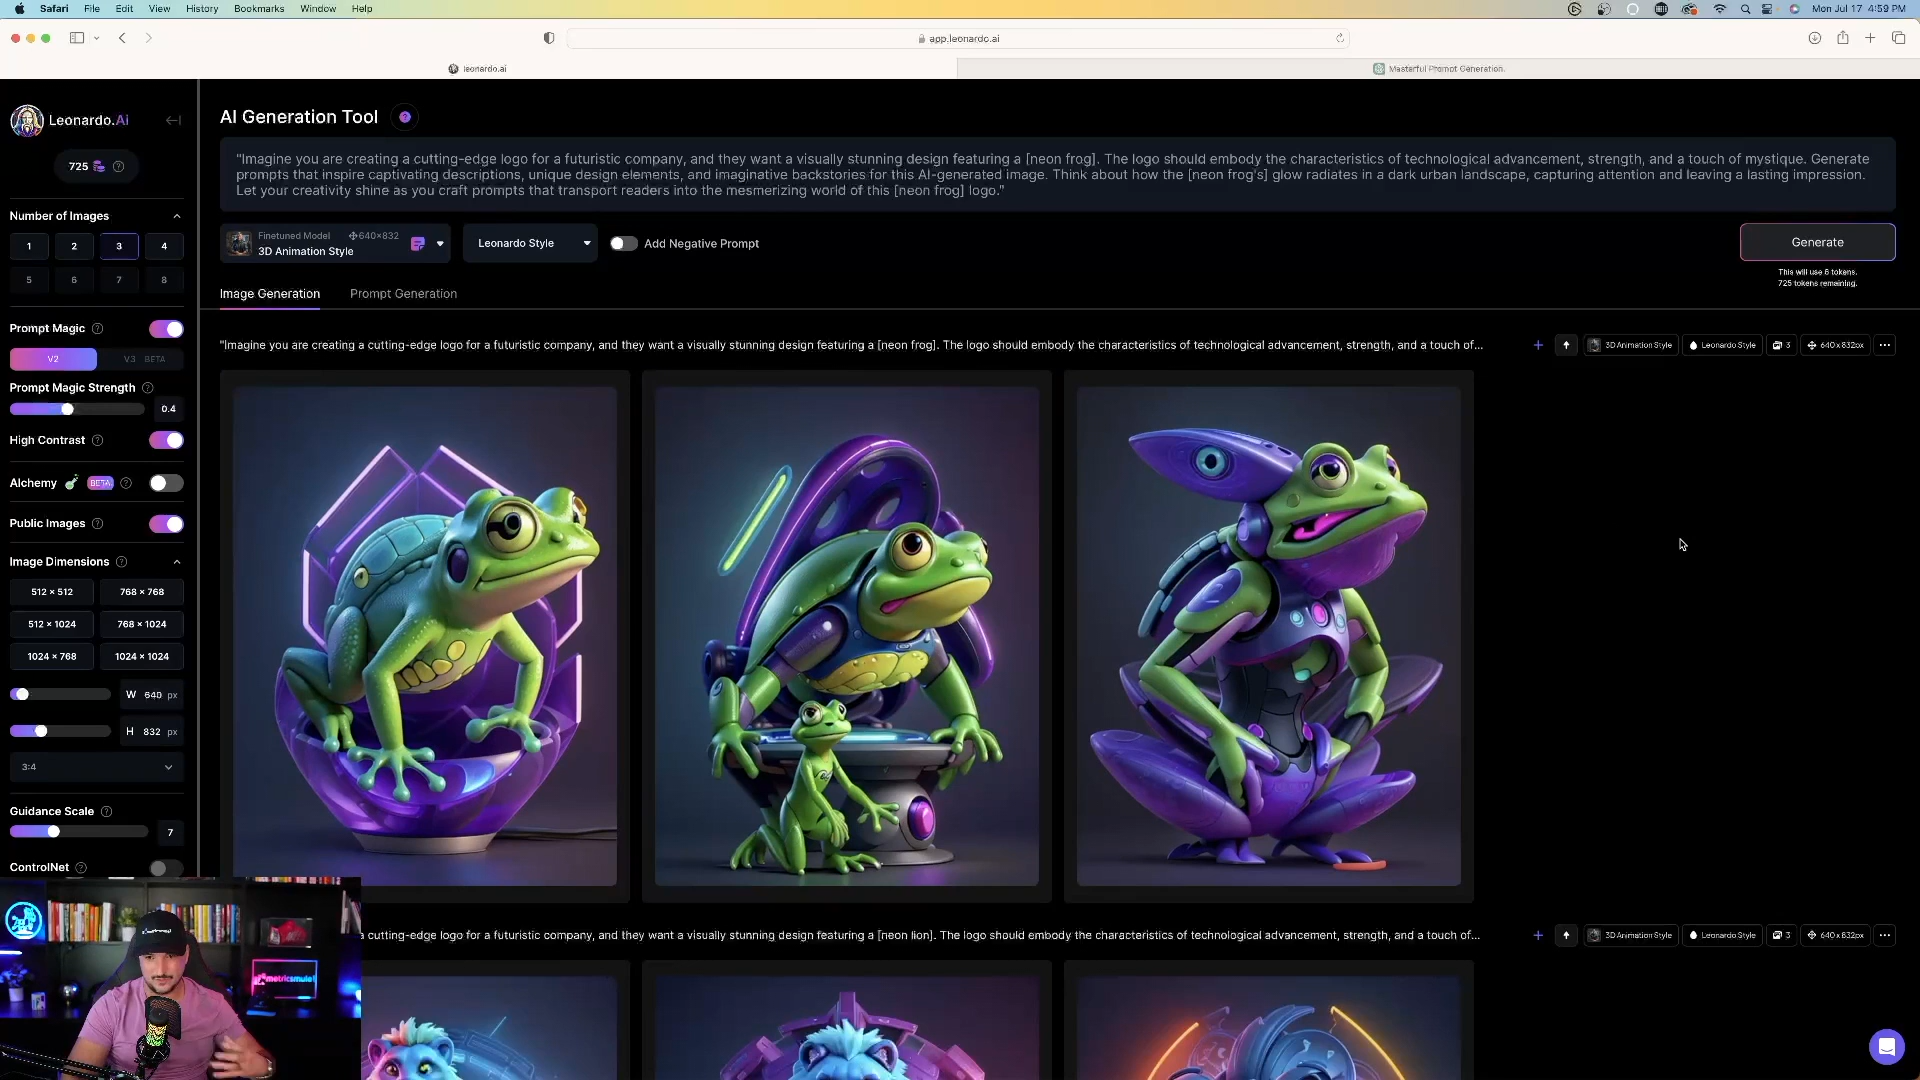 Safari File Edit View History Bookmarks Window Help
Mon Jul 17 4:59 PM
app.leonardo.ai
leonardo.ai
Masterful Prompt Generation.
Leonardo.Ai
725
Number of Images
1 2 3 4
5 6 7 8
Prompt Magic
V2 V3 BETA
Prompt Magic Strength
0.4
High Contrast
Alchemy BETA
Public Images
Image Dimensions
512 × 512 768 × 768
512 × 1024 768 × 1024
1024 × 768 1024 × 1024
W 640 px
H 832 px
3:4
Guidance Scale
7
ControlNet
AI Generation Tool
"Imagine you are creating a cutting-edge logo for a futuristic company, and they want a visually stunning design featuring a [neon frog]. The logo should embody the characteristics of technological advancement, strength, and a touch of mystique. Generate
prompts that inspire captivating descriptions, unique design elements, and imaginative backstories for this AI-generated image. Think about how the [neon frog's] glow radiates in a dark urban landscape, capturing attention and leaving a lasting impression.
Let your creativity shine as you craft prompts that transport readers into the mesmerizing world of this [neon frog] logo."
Finetuned Model 640×832
3D Animation Style
Leonardo Style
Add Negative Prompt
Generate
This will use 6 tokens.
725 tokens remaining.
Image Generation Prompt Generation
"Imagine you are creating a cutting-edge logo for a futuristic company, and they want a visually stunning design featuring a [neon frog]. The logo should embody the characteristics of technological advancement, strength, and a touch of...
3D Animation Style Leonardo Style 3 640 x 832px
a cutting-edge logo for a futuristic company, and they want a visually stunning design featuring a [neon lion]. The logo should embody the characteristics of technological advancement, strength, and a touch of...
3D Animation Style Leonardo Style 3 640 x 832px